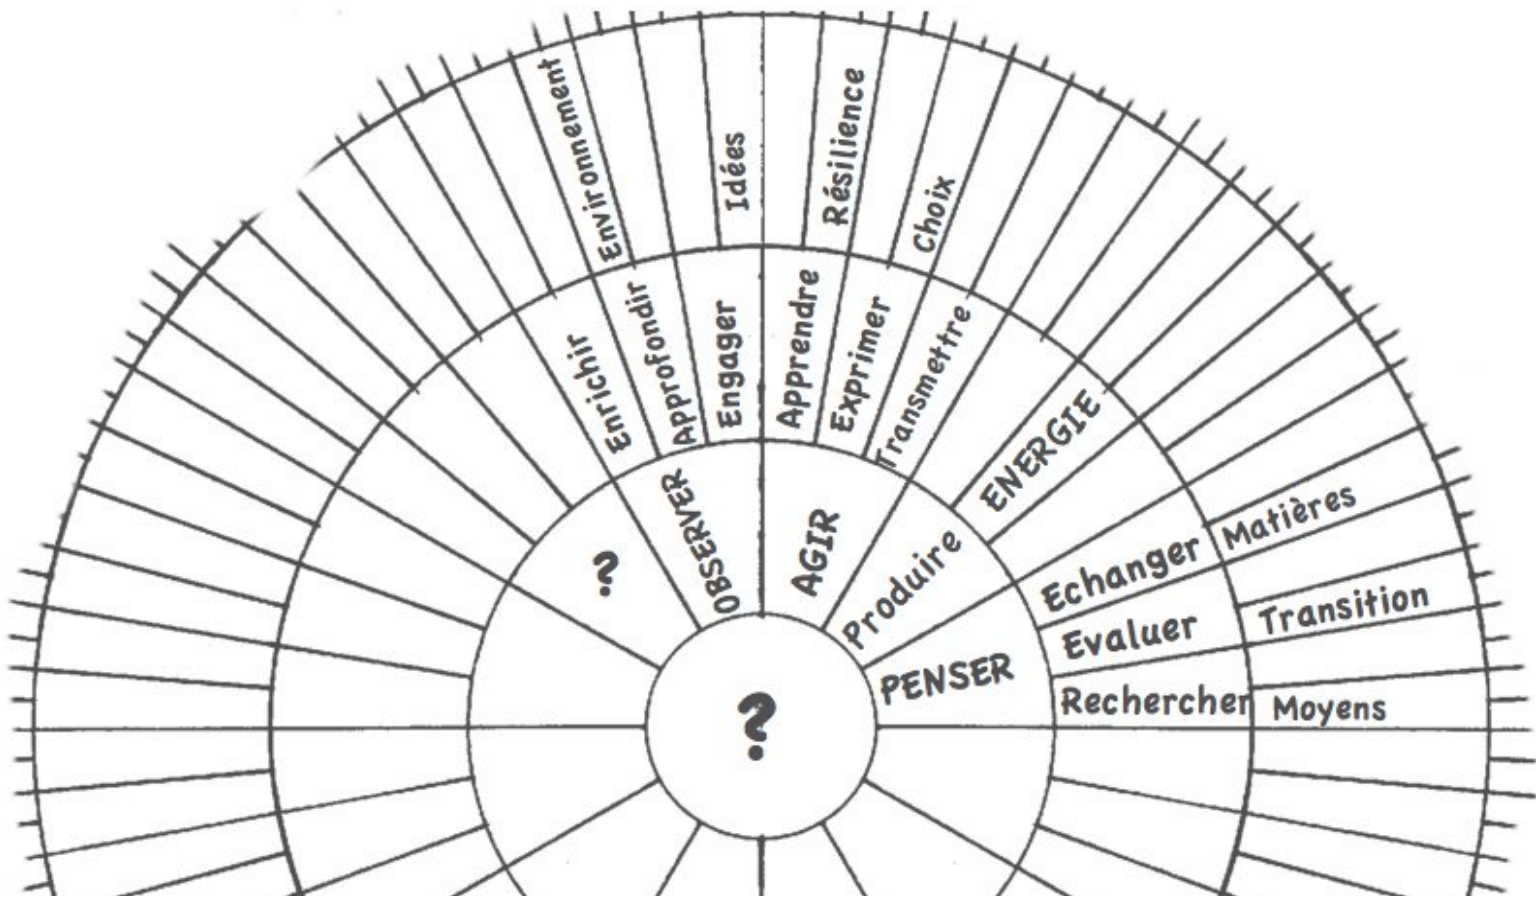 Environnement
Idées
Résilience
Choix
Enrichir
Approfondir
Engager
Apprendre
Exprimer
Transmettre
ENERGIE
?
OBSERVER
AGIR
Produire
PENSER
Echanger
Matières
Evaluer
Transition
Rechercher
Moyens
?